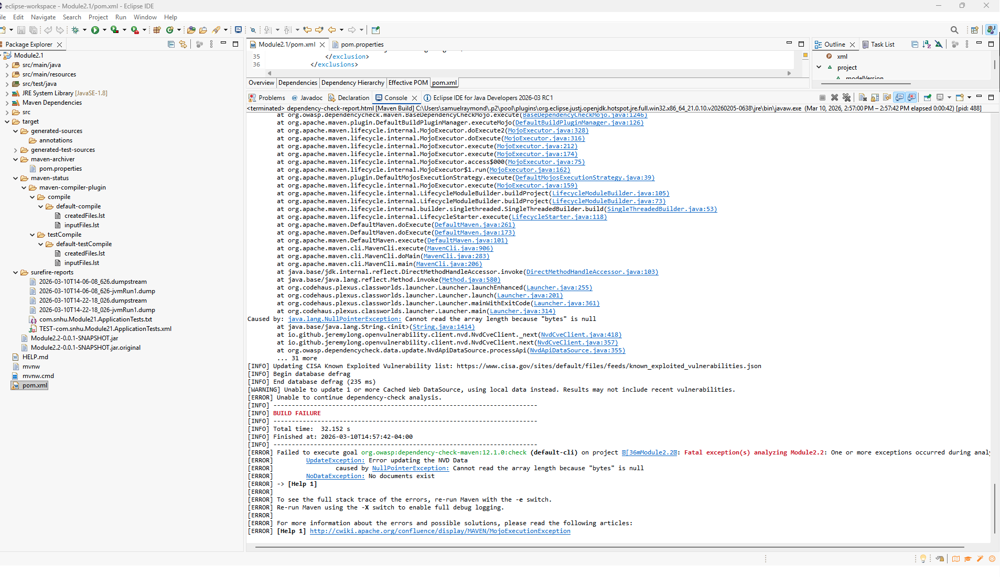 eclipse-workspace - Module2.1/pom.xml - Eclipse IDE
ile Edit Navigate Search Project Run Window Help
Package Explorer
Module2.1
src/main/java
src/main/resources
src/test/java
JRE System Library [JavaSE-1.8]
Maven Dependencies
src
target
generated-sources
annotations
generated-test-sources
maven-archiver
pom.properties
maven-status
maven-compiler-plugin
compile
default-compile
createdFiles.lst
inputFiles.lst
testCompile
default-testCompile
createdFiles.lst
inputFiles.lst
surefire-reports
2026-03-10T14-06-08_626.dumpstream
2026-03-10T14-06-08_626-jvmRun1.dump
2026-03-10T14-22-18_026.dumpstream
2026-03-10T14-22-18_026-jvmRun1.dump
com.snhu.Module21.ApplicationTests.txt
TEST-com.snhu.Module21.ApplicationTests.xml
Module2.2-0.0.1-SNAPSHOT.jar
Module2.2-0.0.1-SNAPSHOT.jar.original
HELP.md
mvnw
mvnw.cmd
pom.xml
Module2.1/pom.xml pom.properties
35 </exclusion>
36 </exclusions>
Overview Dependencies Dependency Hierarchy Effective POM pom.xml
Outline Task List
xml
project
modelVersion
Problems Javadoc Declaration Console Eclipse IDE for Java Developers 2026-03 RC1
<terminated> dependency-check-report.html [Maven Build] C:\Users\samuelraymond\.p2\pool\plugins\org.eclipse.justj.openjdk.hotspot.jre.full.win32.x86_64_21.0.10.v20260205-0638\jre\bin\javaw.exe (Mar 10, 2026, 2:57:00 PM – 2:57:42 PM elapsed 0:00:42) [pid: 488]
at org.owasp.dependencycheck.maven.BaseDependencyCheckMojo.execute(BaseDependencyCheckMojo.java:1246)
at org.apache.maven.plugin.DefaultBuildPluginManager.executeMojo(DefaultBuildPluginManager.java:126)
at org.apache.maven.lifecycle.internal.MojoExecutor.doExecute2(MojoExecutor.java:328)
at org.apache.maven.lifecycle.internal.MojoExecutor.doExecute(MojoExecutor.java:316)
at org.apache.maven.lifecycle.internal.MojoExecutor.execute(MojoExecutor.java:212)
at org.apache.maven.lifecycle.internal.MojoExecutor.execute(MojoExecutor.java:174)
at org.apache.maven.lifecycle.internal.MojoExecutor.access$000(MojoExecutor.java:75)
at org.apache.maven.lifecycle.internal.MojoExecutor$1.run(MojoExecutor.java:162)
at org.apache.maven.plugin.DefaultMojosExecutionStrategy.execute(DefaultMojosExecutionStrategy.java:39)
at org.apache.maven.lifecycle.internal.MojoExecutor.execute(MojoExecutor.java:159)
at org.apache.maven.lifecycle.internal.LifecycleModuleBuilder.buildProject(LifecycleModuleBuilder.java:105)
at org.apache.maven.lifecycle.internal.LifecycleModuleBuilder.buildProject(LifecycleModuleBuilder.java:73)
at org.apache.maven.lifecycle.internal.builder.singlethreaded.SingleThreadedBuilder.build(SingleThreadedBuilder.java:53)
at org.apache.maven.lifecycle.internal.LifecycleStarter.execute(LifecycleStarter.java:118)
at org.apache.maven.DefaultMaven.doExecute(DefaultMaven.java:261)
at org.apache.maven.DefaultMaven.doExecute(DefaultMaven.java:173)
at org.apache.maven.DefaultMaven.execute(DefaultMaven.java:101)
at org.apache.maven.cli.MavenCli.execute(MavenCli.java:906)
at org.apache.maven.cli.MavenCli.doMain(MavenCli.java:283)
at org.apache.maven.cli.MavenCli.main(MavenCli.java:206)
at java.base/jdk.internal.reflect.DirectMethodHandleAccessor.invoke(DirectMethodHandleAccessor.java:103)
at java.base/java.lang.reflect.Method.invoke(Method.java:580)
at org.codehaus.plexus.classworlds.launcher.Launcher.launchEnhanced(Launcher.java:255)
at org.codehaus.plexus.classworlds.launcher.Launcher.launch(Launcher.java:201)
at org.codehaus.plexus.classworlds.launcher.Launcher.mainWithExitCode(Launcher.java:361)
at org.codehaus.plexus.classworlds.launcher.Launcher.main(Launcher.java:314)
Caused by: java.lang.NullPointerException: Cannot read the array length because "bytes" is null
at java.base/java.lang.String.<init>(String.java:1414)
at io.github.jeremylong.openvulnerability.client.nvd.NvdCveClient._next(NvdCveClient.java:418)
at io.github.jeremylong.openvulnerability.client.nvd.NvdCveClient.next(NvdCveClient.java:357)
at org.owasp.dependencycheck.data.update.NvdApiDataSource.processApi(NvdApiDataSource.java:355)
... 31 more
[INFO] Updating CISA Known Exploited Vulnerability list: https://www.cisa.gov/sites/default/files/feeds/known_exploited_vulnerabilities.json
[INFO] Begin database defrag
[INFO] End database defrag (235 ms)
[WARNING] Unable to update 1 or more Cached Web DataSource, using local data instead. Results may not include recent vulnerabilities.
[ERROR] Unable to continue dependency-check analysis.
[INFO] ------------------------------------------------------------------------
[INFO] BUILD FAILURE
[INFO] ------------------------------------------------------------------------
[INFO] Total time:  32.152 s
[INFO] Finished at: 2026-03-10T14:57:42-04:00
[INFO] ------------------------------------------------------------------------
[ERROR] Failed to execute goal org.owasp:dependency-check-maven:12.1.0:check (default-cli) on project [36mModule2.2: Fatal exception(s) analyzing Module2.2: One or more exceptions occurred during analy
[ERROR] UpdateException: Error updating the NVD Data
[ERROR] caused by NullPointerException: Cannot read the array length because "bytes" is null
[ERROR] NoDataException: No documents exist
[ERROR] -> [Help 1]
[ERROR]
[ERROR] To see the full stack trace of the errors, re-run Maven with the -e switch.
[ERROR] Re-run Maven using the -X switch to enable full debug logging.
[ERROR]
[ERROR] For more information about the errors and possible solutions, please read the following articles:
[ERROR] [Help 1] http://cwiki.apache.org/confluence/display/MAVEN/MojoExecutionException